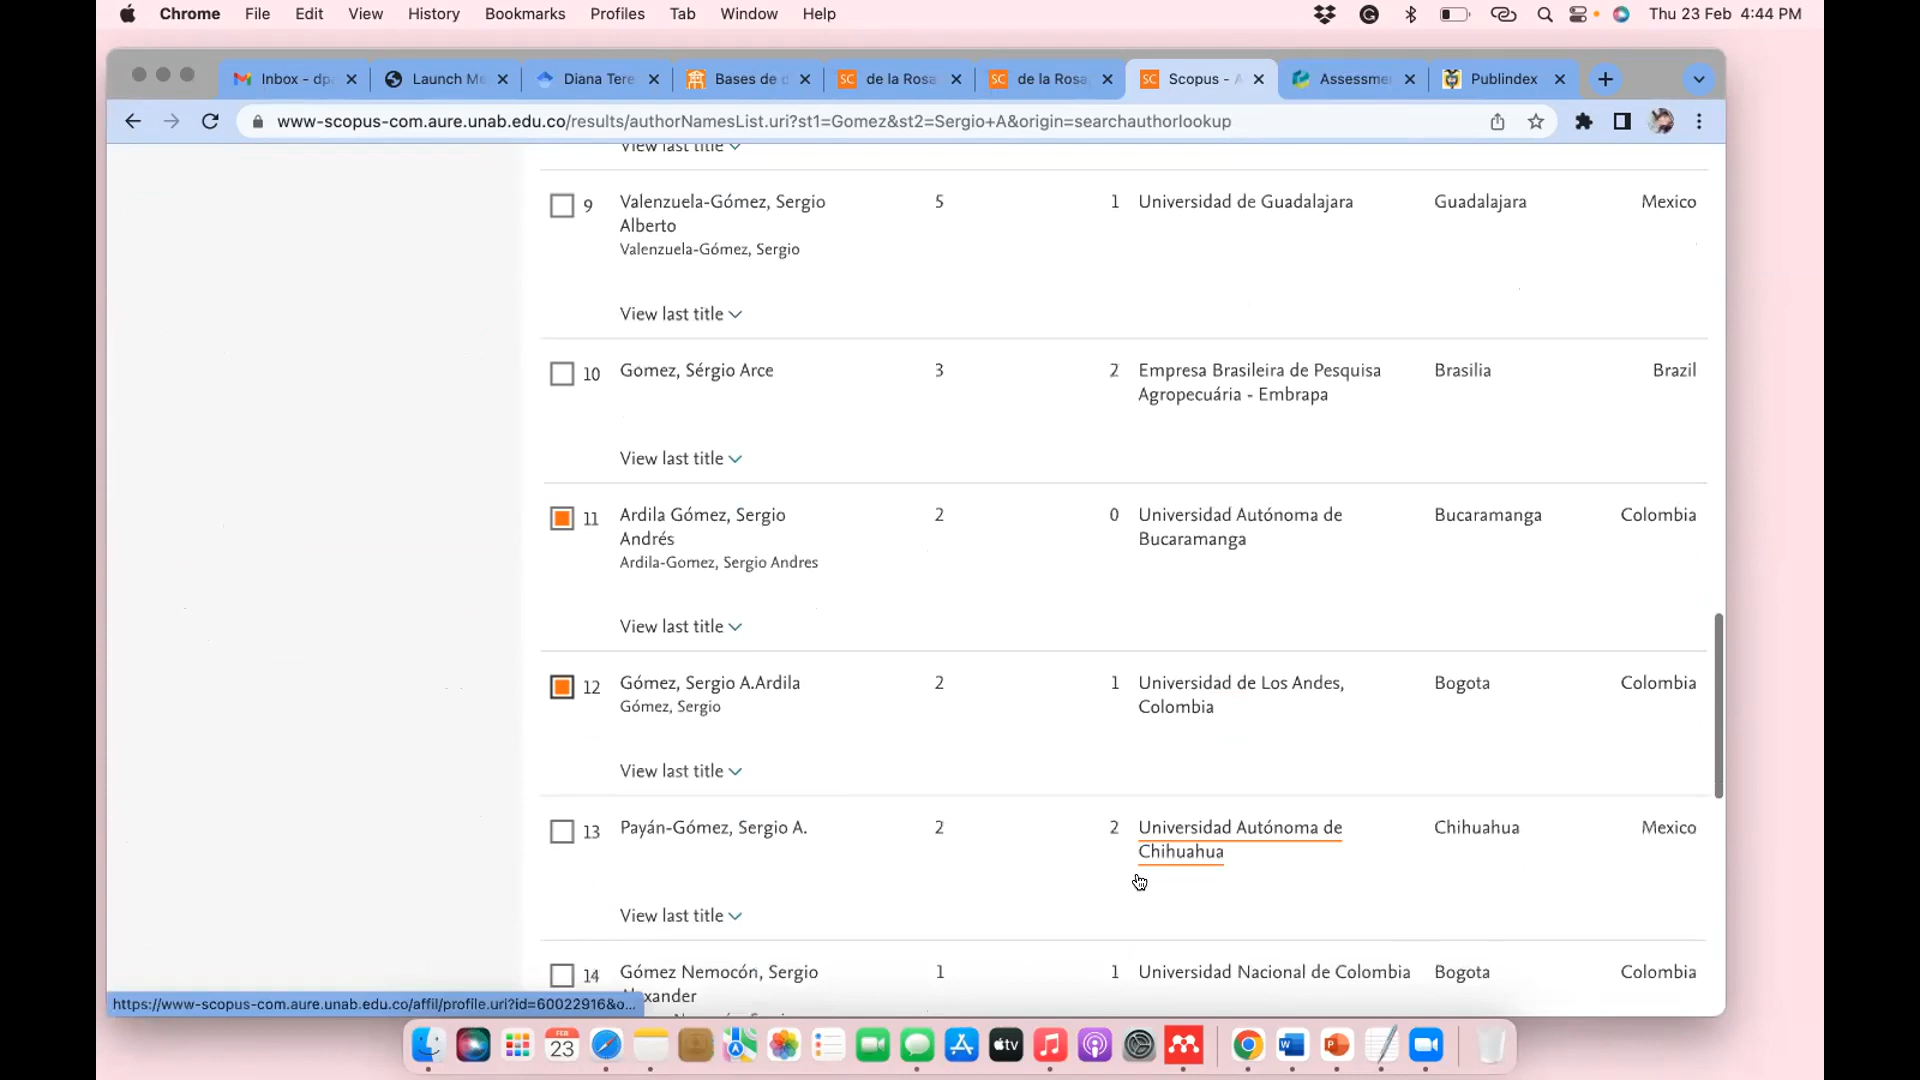 Chrome File Edit View History Bookmarks Profiles Tab Window Help Thu 23 Feb 4:44 PM
Inbox - dp Launch Me Diana Tere Bases de d de la Rosa de la Rosa Scopus - A Assessme Publindex
www-scopus-com.aure.unab.edu.co/results/authorNamesList.uri?st1=Gomez&st2=Sergio+A&origin=searchauthorlookup
View last title
9 Valenzuela-Gómez, Sergio 5 1 Universidad de Guadalajara Guadalajara Mexico
Alberto
Valenzuela-Gómez, Sergio
View last title
10 Gomez, Sérgio Arce 3 2 Empresa Brasileira de Pesquisa Brasilia Brazil
Agropecuária - Embrapa
View last title
11 Ardila Gómez, Sergio 2 0 Universidad Autónoma de Bucaramanga Colombia
Andrés Bucaramanga
Ardila-Gomez, Sergio Andres
View last title
12 Gómez, Sergio A.Ardila 2 1 Universidad de Los Andes, Bogota Colombia
Gómez, Sergio Colombia
View last title
13 Payán-Gómez, Sergio A. 2 2 Universidad Autónoma de Chihuahua Mexico
Chihuahua
View last title
14 Gómez Nemocón, Sergio 1 1 Universidad Nacional de Colombia Bogota Colombia
xander
https://www-scopus-com.aure.unab.edu.co/affil/profile.uri?id=60022916&o...
FEB
23
tv